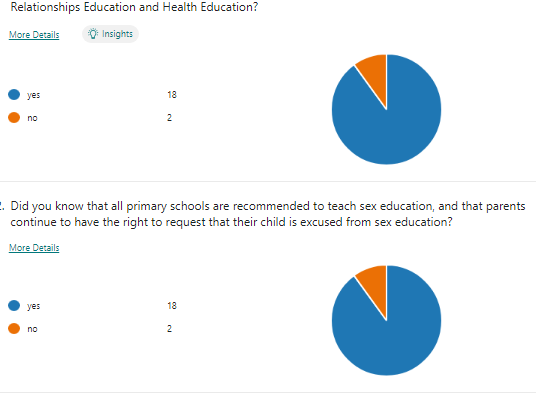 Relationships Education and Health Education?
More Details Insights
yes 18
no 2
. Did you know that all primary schools are recommended to teach sex education, and that parents
continue to have the right to request that their child is excused from sex education?
More Details
yes 18
no 2